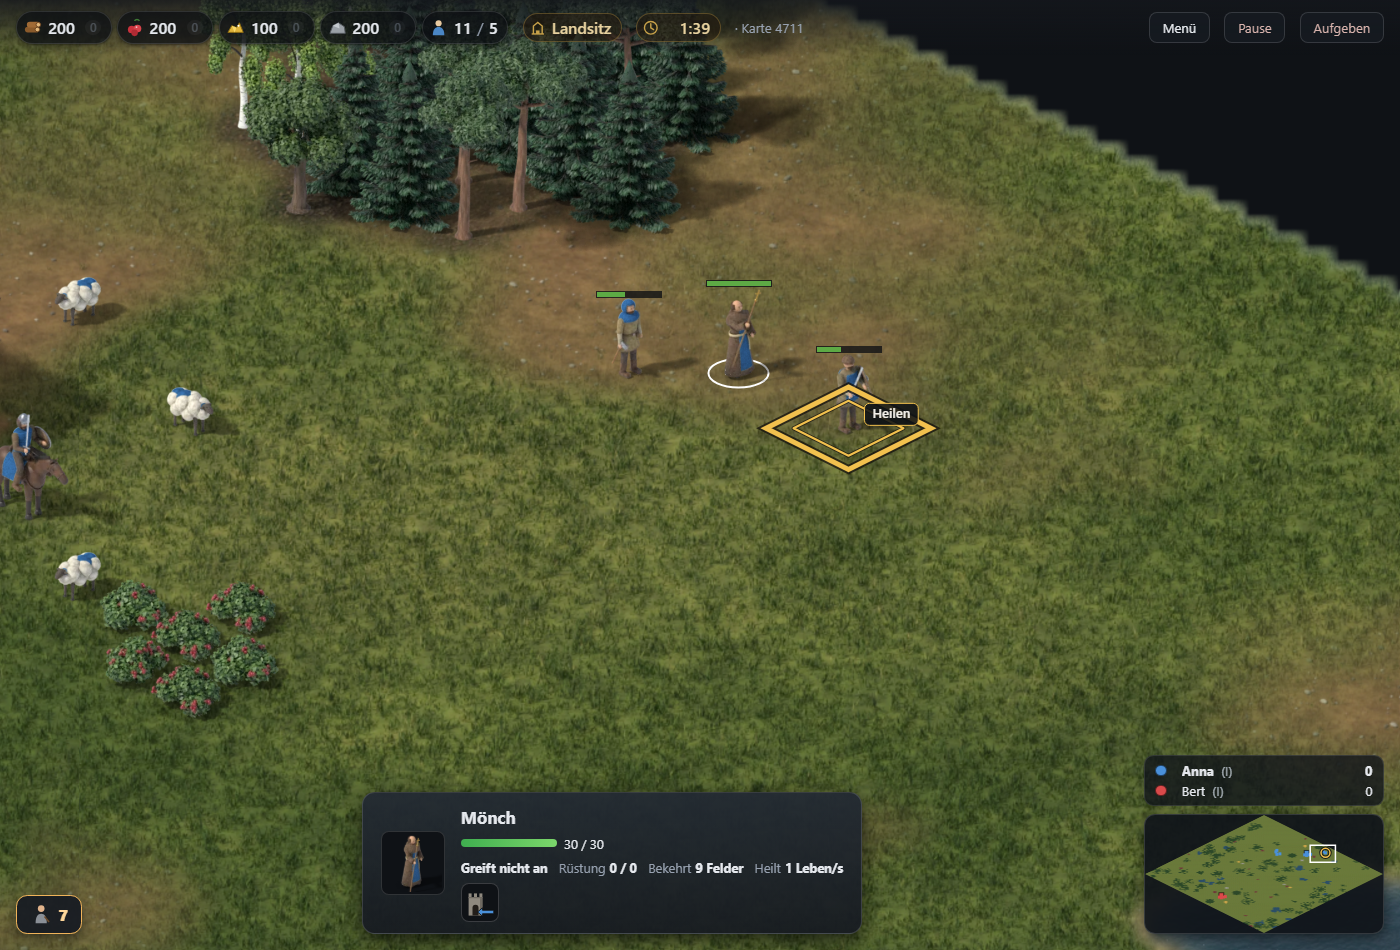 200 0 200 0 100 0 200 0 11 / 5 Landsitz 1:39 · Karte 4711 Menü Pause Aufgeben
Heilen
Anna (I) 0
Bert (I) 0
Mönch
30 / 30
Greift nicht an Rüstung 0 / 0 Bekehrt 9 Felder Heilt 1 Leben/s
7